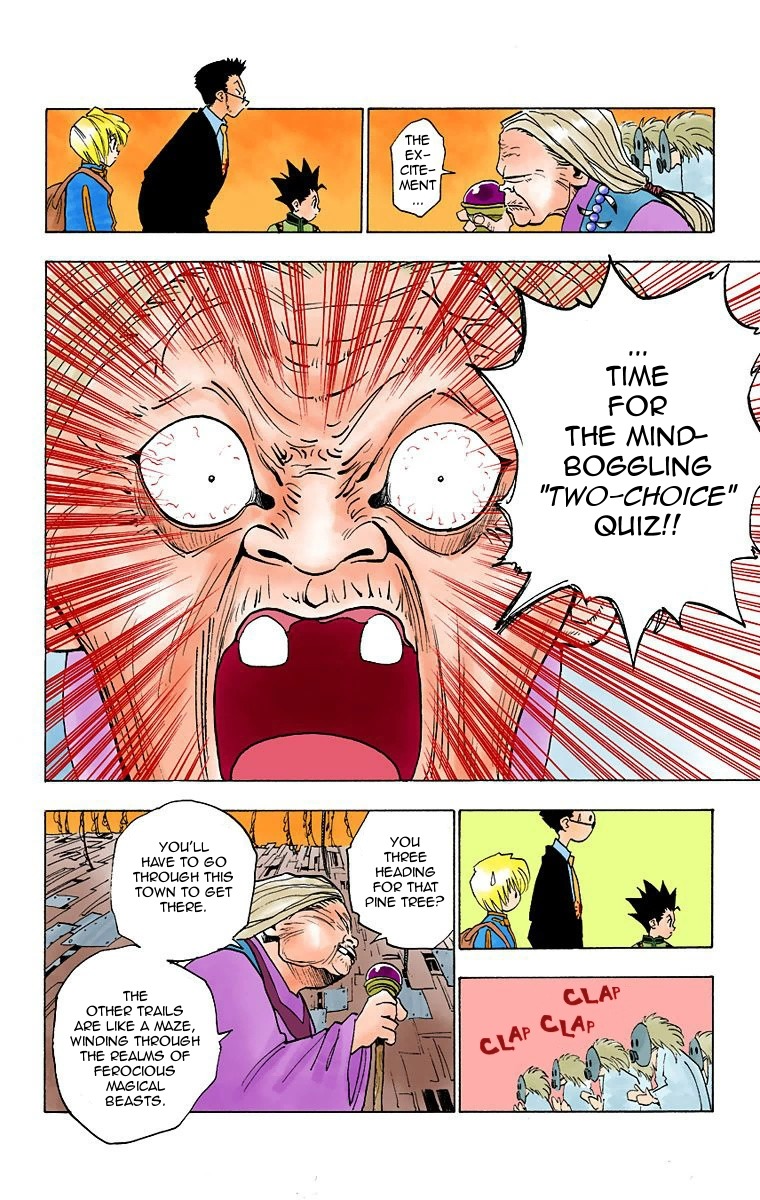 THE
EX-
CITE-
MENT
...
...
TIME
FOR
THE MIND-
BOGGLING
"TWO-CHOICE"
QUIZ!!
CLAP
CLAP
CLAP
YOU
THREE
HEADING
FOR THAT
PINE TREE?
YOU'LL
HAVE TO GO
THROUGH THIS
TOWN TO GET
THERE.
THE
OTHER TRAILS
ARE LIKE A MAZE,
WINDING THROUGH
THE REALMS OF
FEROCIOUS
MAGICAL
BEASTS.